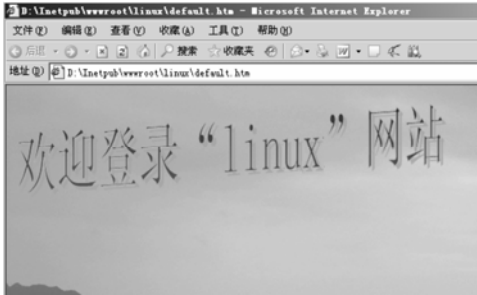 D:\Inetpub\wwwroot\linux\default.htm - Microsoft Internet Explorer
文件(F) 编辑(E) 查看(V) 收藏(A) 工具(T) 帮助(H)
后退 搜索 收藏夹
地址(D) D:\Inetpub\wwwroot\linux\default.htm
欢迎登录“linux”网站